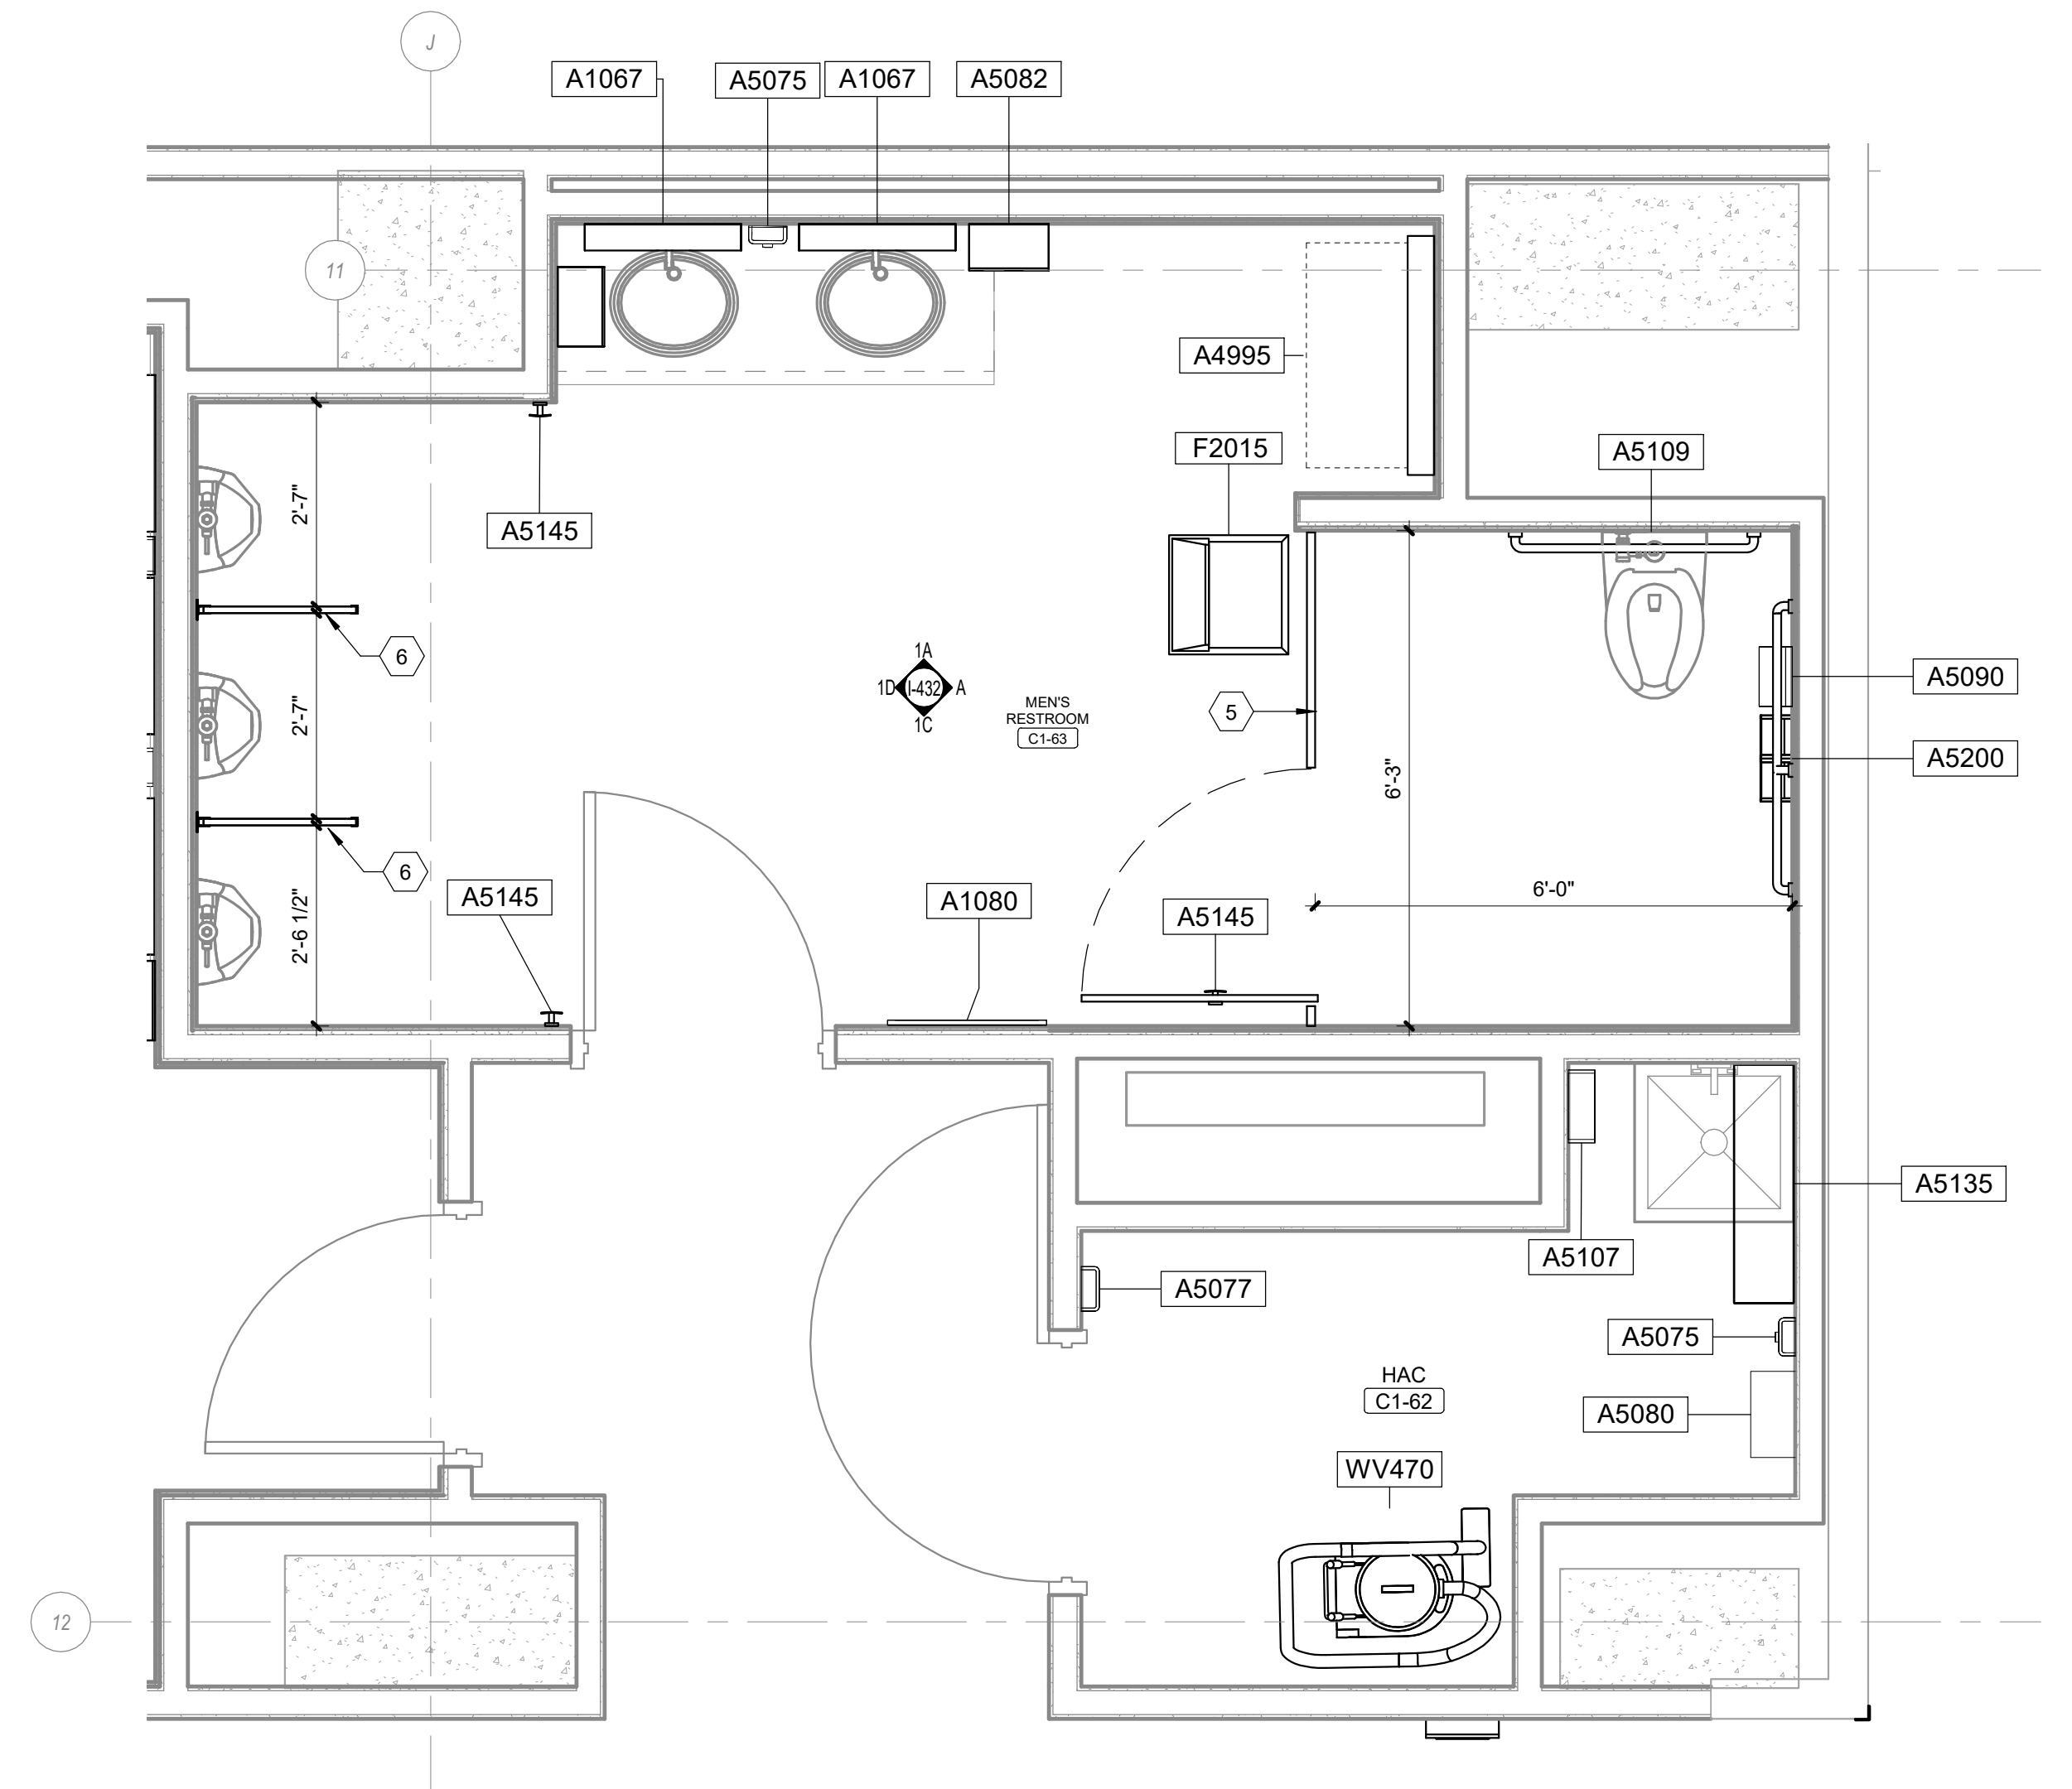 J
A1067
A5075
A1067
A5082
11
A4995
F2015
A5109
2'-7"
A5145
6
1A
1D
I-432
A
1C
MEN'S
RESTROOM
C1-63
5
A5090
2'-7"
A5200
6'-3"
6
A5145
2'-6 1/2"
A1080
A5145
6'-0"
A5135
A5107
A5077
A5075
HAC
C1-62
A5080
WV470
12